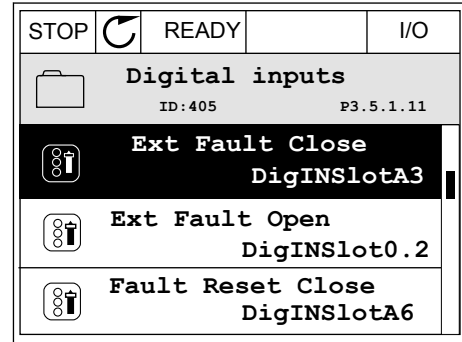 STOP READY I/O
Digital inputs
ID:405 P3.5.1.11
Ext Fault Close
DigINSlotA3
Ext Fault Open
DigINSlot0.2
Fault Reset Close
DigINSlotA6